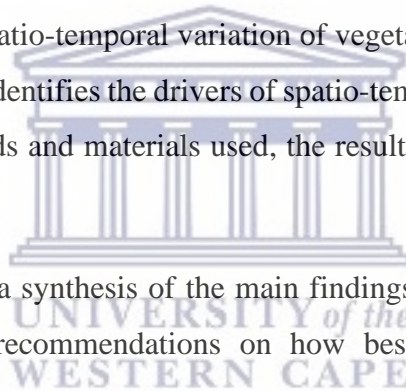 atio-temporal variation of vegeta
dentifies the drivers of spatio-ten
ds and materials used, the result
a synthesis of the main findings
UNIVERSITY of the
recommendations on how bes
WESTERN CAPE